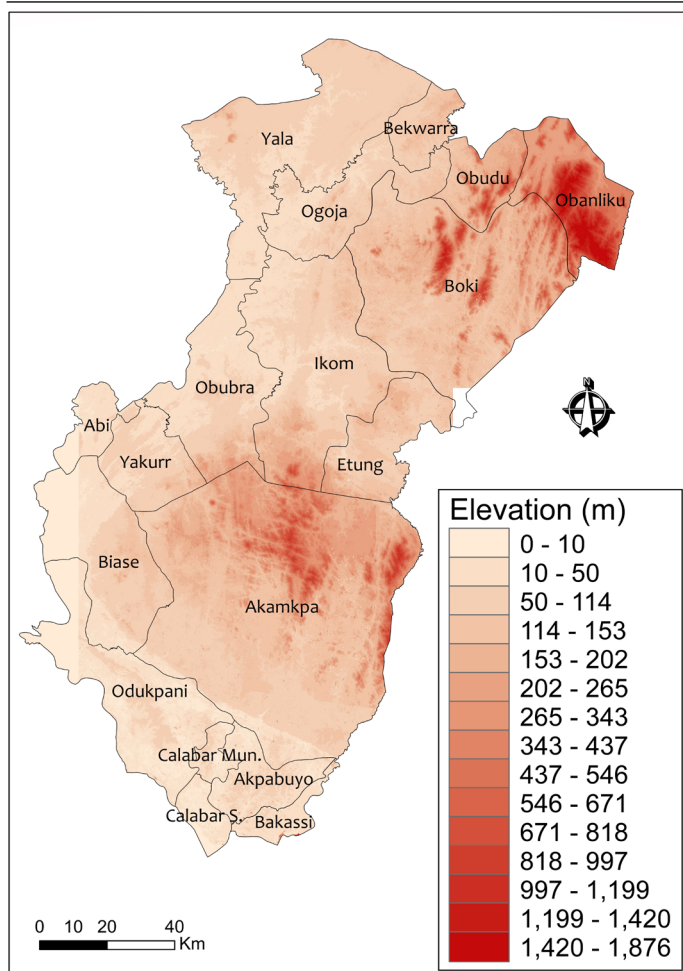 Yala
Bekwarra
Obudu
Obanliku
Ogoja
Boki
Ikom
Obubra
Abi
Yakurr
Etung
Biase
Akamkpa
Odukpani
Calabar Mun.
Akpabuyo
Calabar S.
Bakassi
N
Elevation (m)
0 - 10
10 - 50
50 - 114
114 - 153
153 - 202
202 - 265
265 - 343
343 - 437
437 - 546
546 - 671
671 - 818
818 - 997
997 - 1,199
1,199 - 1,420
1,420 - 1,876
0 10 20 40
Km